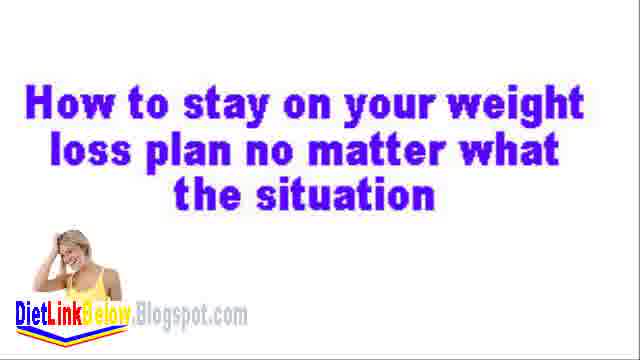 How to stay on your weight
loss plan no matter what
the situation
DietLinkBelow.Blogspot.com